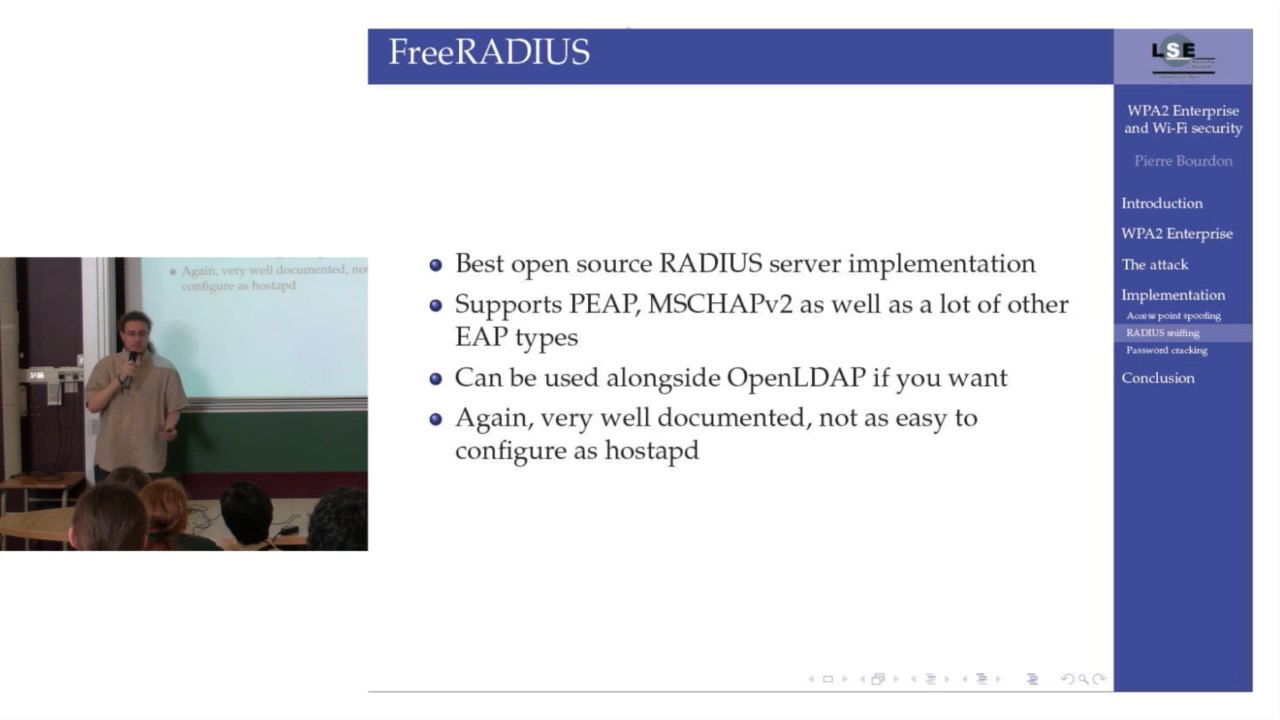 FreeRADIUS
Best open source RADIUS server implementation
Supports PEAP, MSCHAPv2 as well as a lot of other
EAP types
Can be used alongside OpenLDAP if you want
Again, very well documented, not as easy to
configure as hostapd
LSE
WPA2 Enterprise
and Wi-Fi security
Pierre Bourdon
Introduction
WPA2 Enterprise
The attack
Implementation
Access point spoofing
RADIUS sniffing
Password cracking
Conclusion
Again, very well documented, not
configure as hostapd